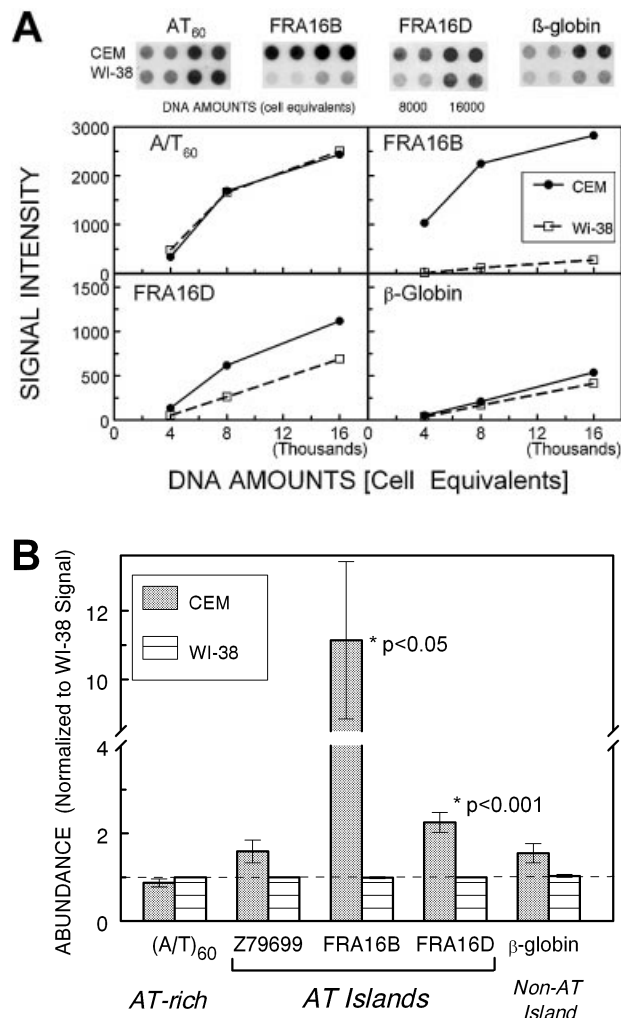 A
AT60 FRA16B FRA16D ß-globin
CEM
WI-38
DNA AMOUNTS (cell equivalents) 8000 16000
SIGNAL INTENSITY
3000
2000
1000
0
A/T60
FRA16B
CEM
Wi-38
1500
1000
500
0
FRA16D
β-Globin
0 4 8 12 16 0 4 8 12 16
(Thousands) (Thousands)
DNA AMOUNTS [Cell Equivalents]
B
ABUNDANCE (Normalized to WI-38 Signal)
CEM
WI-38
12
10
4
2
0
* p<0.05
* p<0.001
(A/T)60 Z79699 FRA16B FRA16D β-globin
AT-rich AT Islands Non-AT
Island